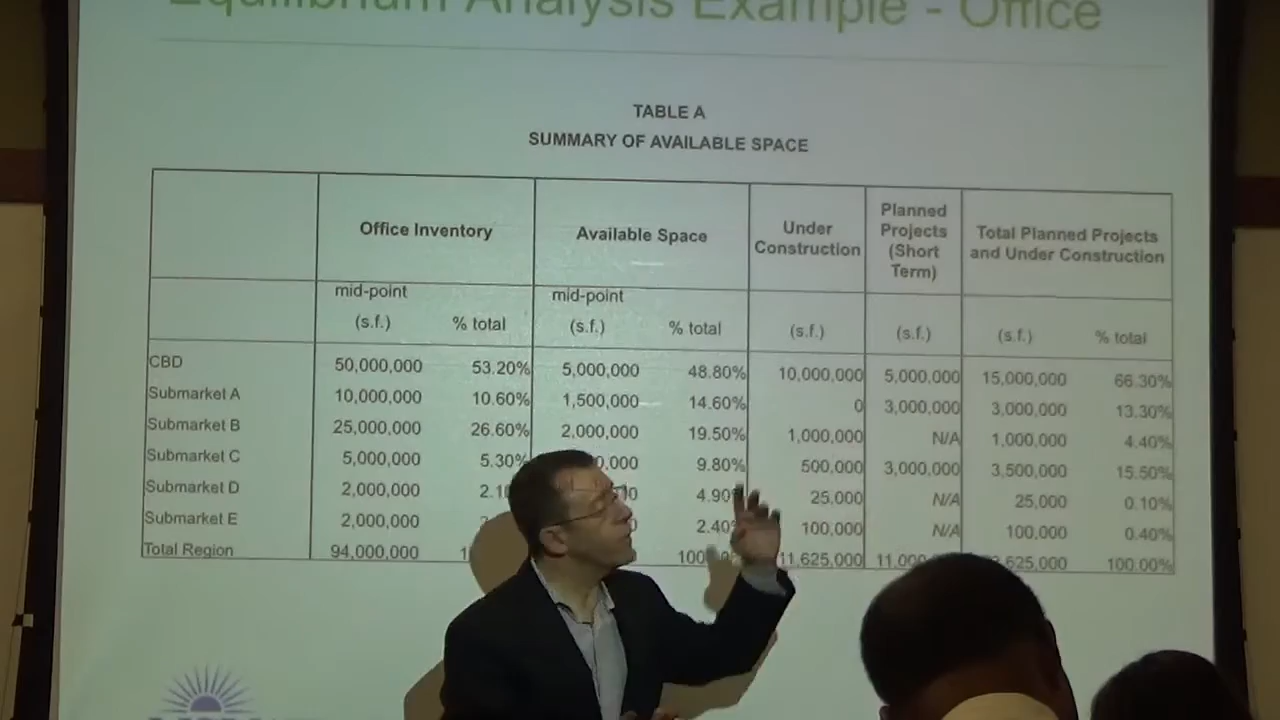 Equilibrium Analysis Example - Office
TABLE A
SUMMARY OF AVAILABLE SPACE
Office Inventory Available Space Under Construction Planned Projects (Short Term) Total Planned Projects and Under Construction
mid-point (s.f.) % total mid-point (s.f.) % total (s.f.) (s.f.) (s.f.) % total
CBD 50,000,000 53.20% 5,000,000 48.80% 10,000,000 5,000,000 15,000,000 66.30%
Submarket A 10,000,000 10.60% 1,500,000 14.60% 0 3,000,000 3,000,000 13.30%
Submarket B 25,000,000 26.60% 2,000,000 19.50% 1,000,000 N/A 1,000,000 4.40%
Submarket C 5,000,000 5.30% 9.80% 500,000 3,000,000 3,500,000 15.50%
Submarket D 2,000,000 25,000 N/A 25,000 0.10%
Submarket E 2,000,000 100,000 N/A 100,000 0.40%
Total Region 94,000,000 11,625,000 100.00%